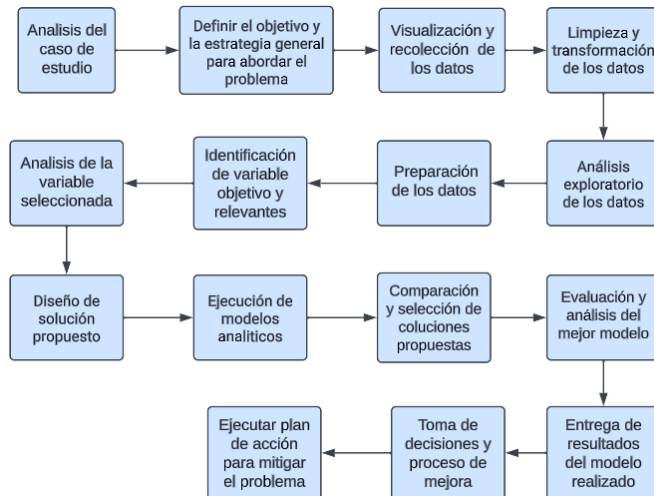 Analisis del
caso de
estudio
Definir el objetivo y
la estrategia general
para abordar el
problema
Visualización y
recolección de
los datos
Limpieza y
transformación
de los datos
Análisis
exploratorio
de los datos
Preparación
de los datos
Identificación
de variable
objetivo y
relevantes
Analisis de la
variable
seleccionada
Diseño de
solución
propuesto
Ejecución de
modelos
analiticos
Comparación
y selección de
coluciones
propuestas
Evaluación y
análisis del
mejor modelo
Entrega de
resultados
del modelo
realizado
Toma de
decisiones y
proceso de
mejora
Ejecutar plan
de acción
para mitigar
el problema